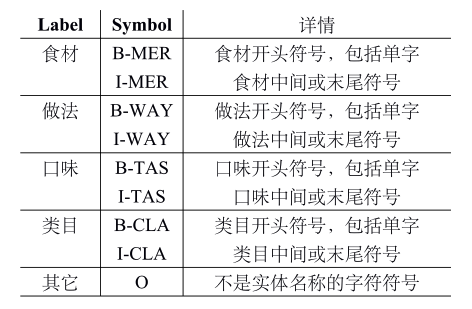 Label Symbol 详情
食材 B-MER 食材开头符号，包括单字
I-MER 食材中间或末尾符号
做法 B-WAY 做法开头符号，包括单字
I-WAY 做法中间或末尾符号
口味 B-TAS 口味开头符号，包括单字
I-TAS 口味中间或末尾符号
类目 B-CLA 类目开头符号，包括单字
I-CLA 类目中间或末尾符号
其它 O 不是实体名称的字符符号